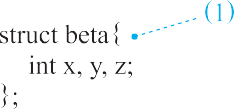 (1)
struct beta{
int x, y, z;
};